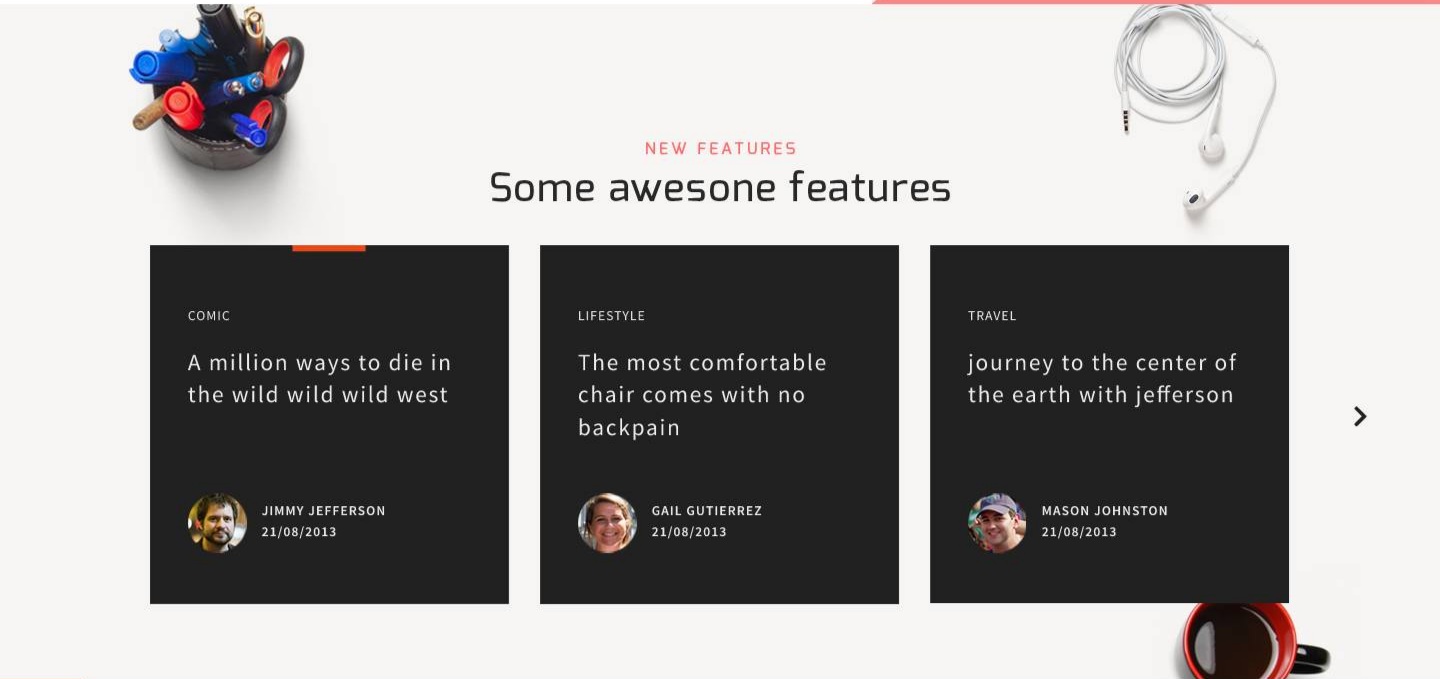 NEW FEATURES
Some awesone features
COMIC
A million ways to die in
the wild wild wild west
JIMMY JEFFERSON
21/08/2013
LIFESTYLE
The most comfortable
chair comes with no
backpain
GAIL GUTIERREZ
21/08/2013
TRAVEL
journey to the center of
the earth with jefferson
MASON JOHNSTON
21/08/2013